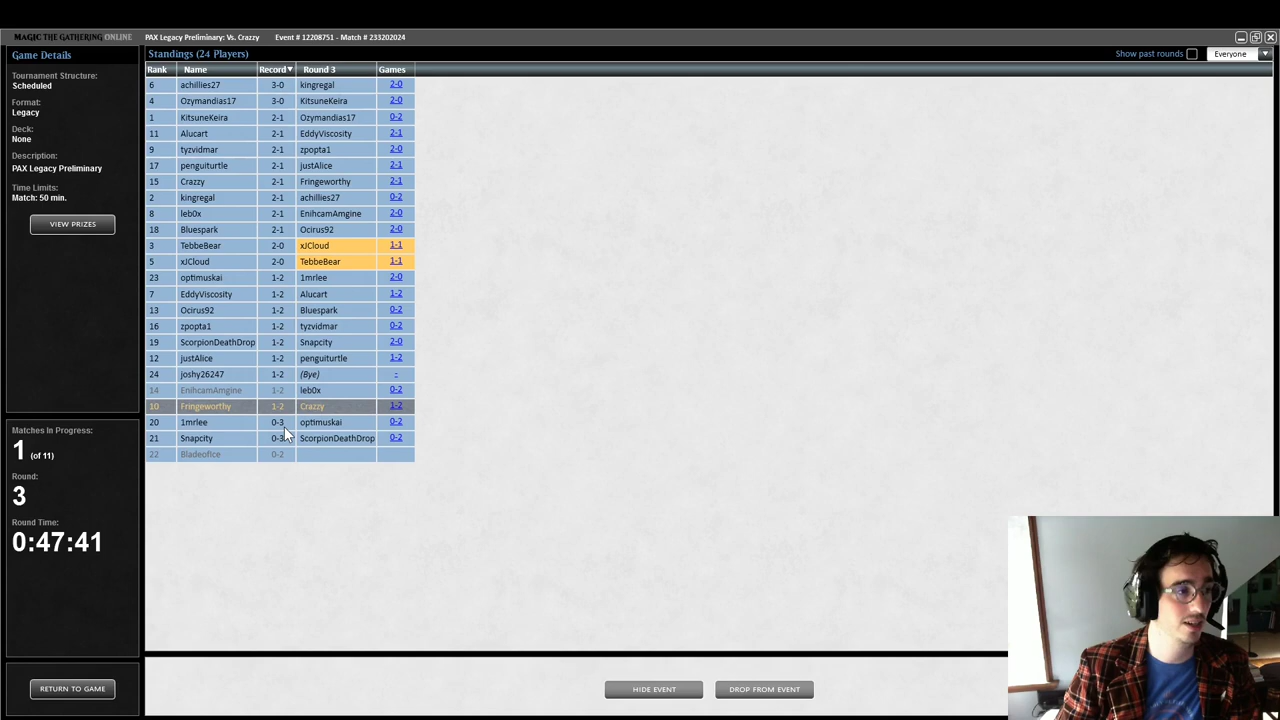 MAGIC THE GATHERING ONLINE
PAX Legacy Preliminary: Vs. Crazzy Event # 12208751 - Match # 233202024
Game Details
Tournament Structure:
Scheduled
Format:
Legacy
Deck:
None
Description:
PAX Legacy Preliminary
Time Limits:
Match: 50 min.
VIEW PRIZES
Matches In Progress:
1 (of 11)
Round:
3
Round Time:
0:47:41
RETURN TO GAME
Standings (24 Players) Show past rounds Everyone
Rank Name Record Round 3 Games
6 achillies27 3-0 kingregal 2-0
4 Ozymandias17 3-0 KitsuneKeira 2-0
1 KitsuneKeira 2-1 Ozymandias17 0-2
11 Alucart 2-1 EddyViscosity 2-1
9 tyzvidmar 2-1 zpopta1 2-0
17 penguiturtle 2-1 justAlice 2-1
15 Crazzy 2-1 Fringeworthy 2-1
2 kingregal 2-1 achillies27 0-2
8 leb0x 2-1 EnihcamAmgine 2-0
18 Bluespark 2-1 Ocirus92 2-0
3 TebbeBear 2-0 xJCloud 1-1
5 xJCloud 2-0 TebbeBear 1-1
23 optimuskai 1-2 1mrlee 2-0
7 EddyViscosity 1-2 Alucart 1-2
13 Ocirus92 1-2 Bluespark 0-2
16 zpopta1 1-2 tyzvidmar 0-2
19 ScorpionDeathDrop 1-2 Snapcity 2-0
12 justAlice 1-2 penguiturtle 1-2
24 joshy26247 1-2 (Bye) -
14 EnihcamAmgine 1-2 leb0x 0-2
10 Fringeworthy 1-2 Crazzy 1-2
20 1mrlee 0-3 optimuskai 0-2
21 Snapcity 0-3 ScorpionDeathDrop 0-2
22 Bladeofice 0-2
HIDE EVENT DROP FROM EVENT